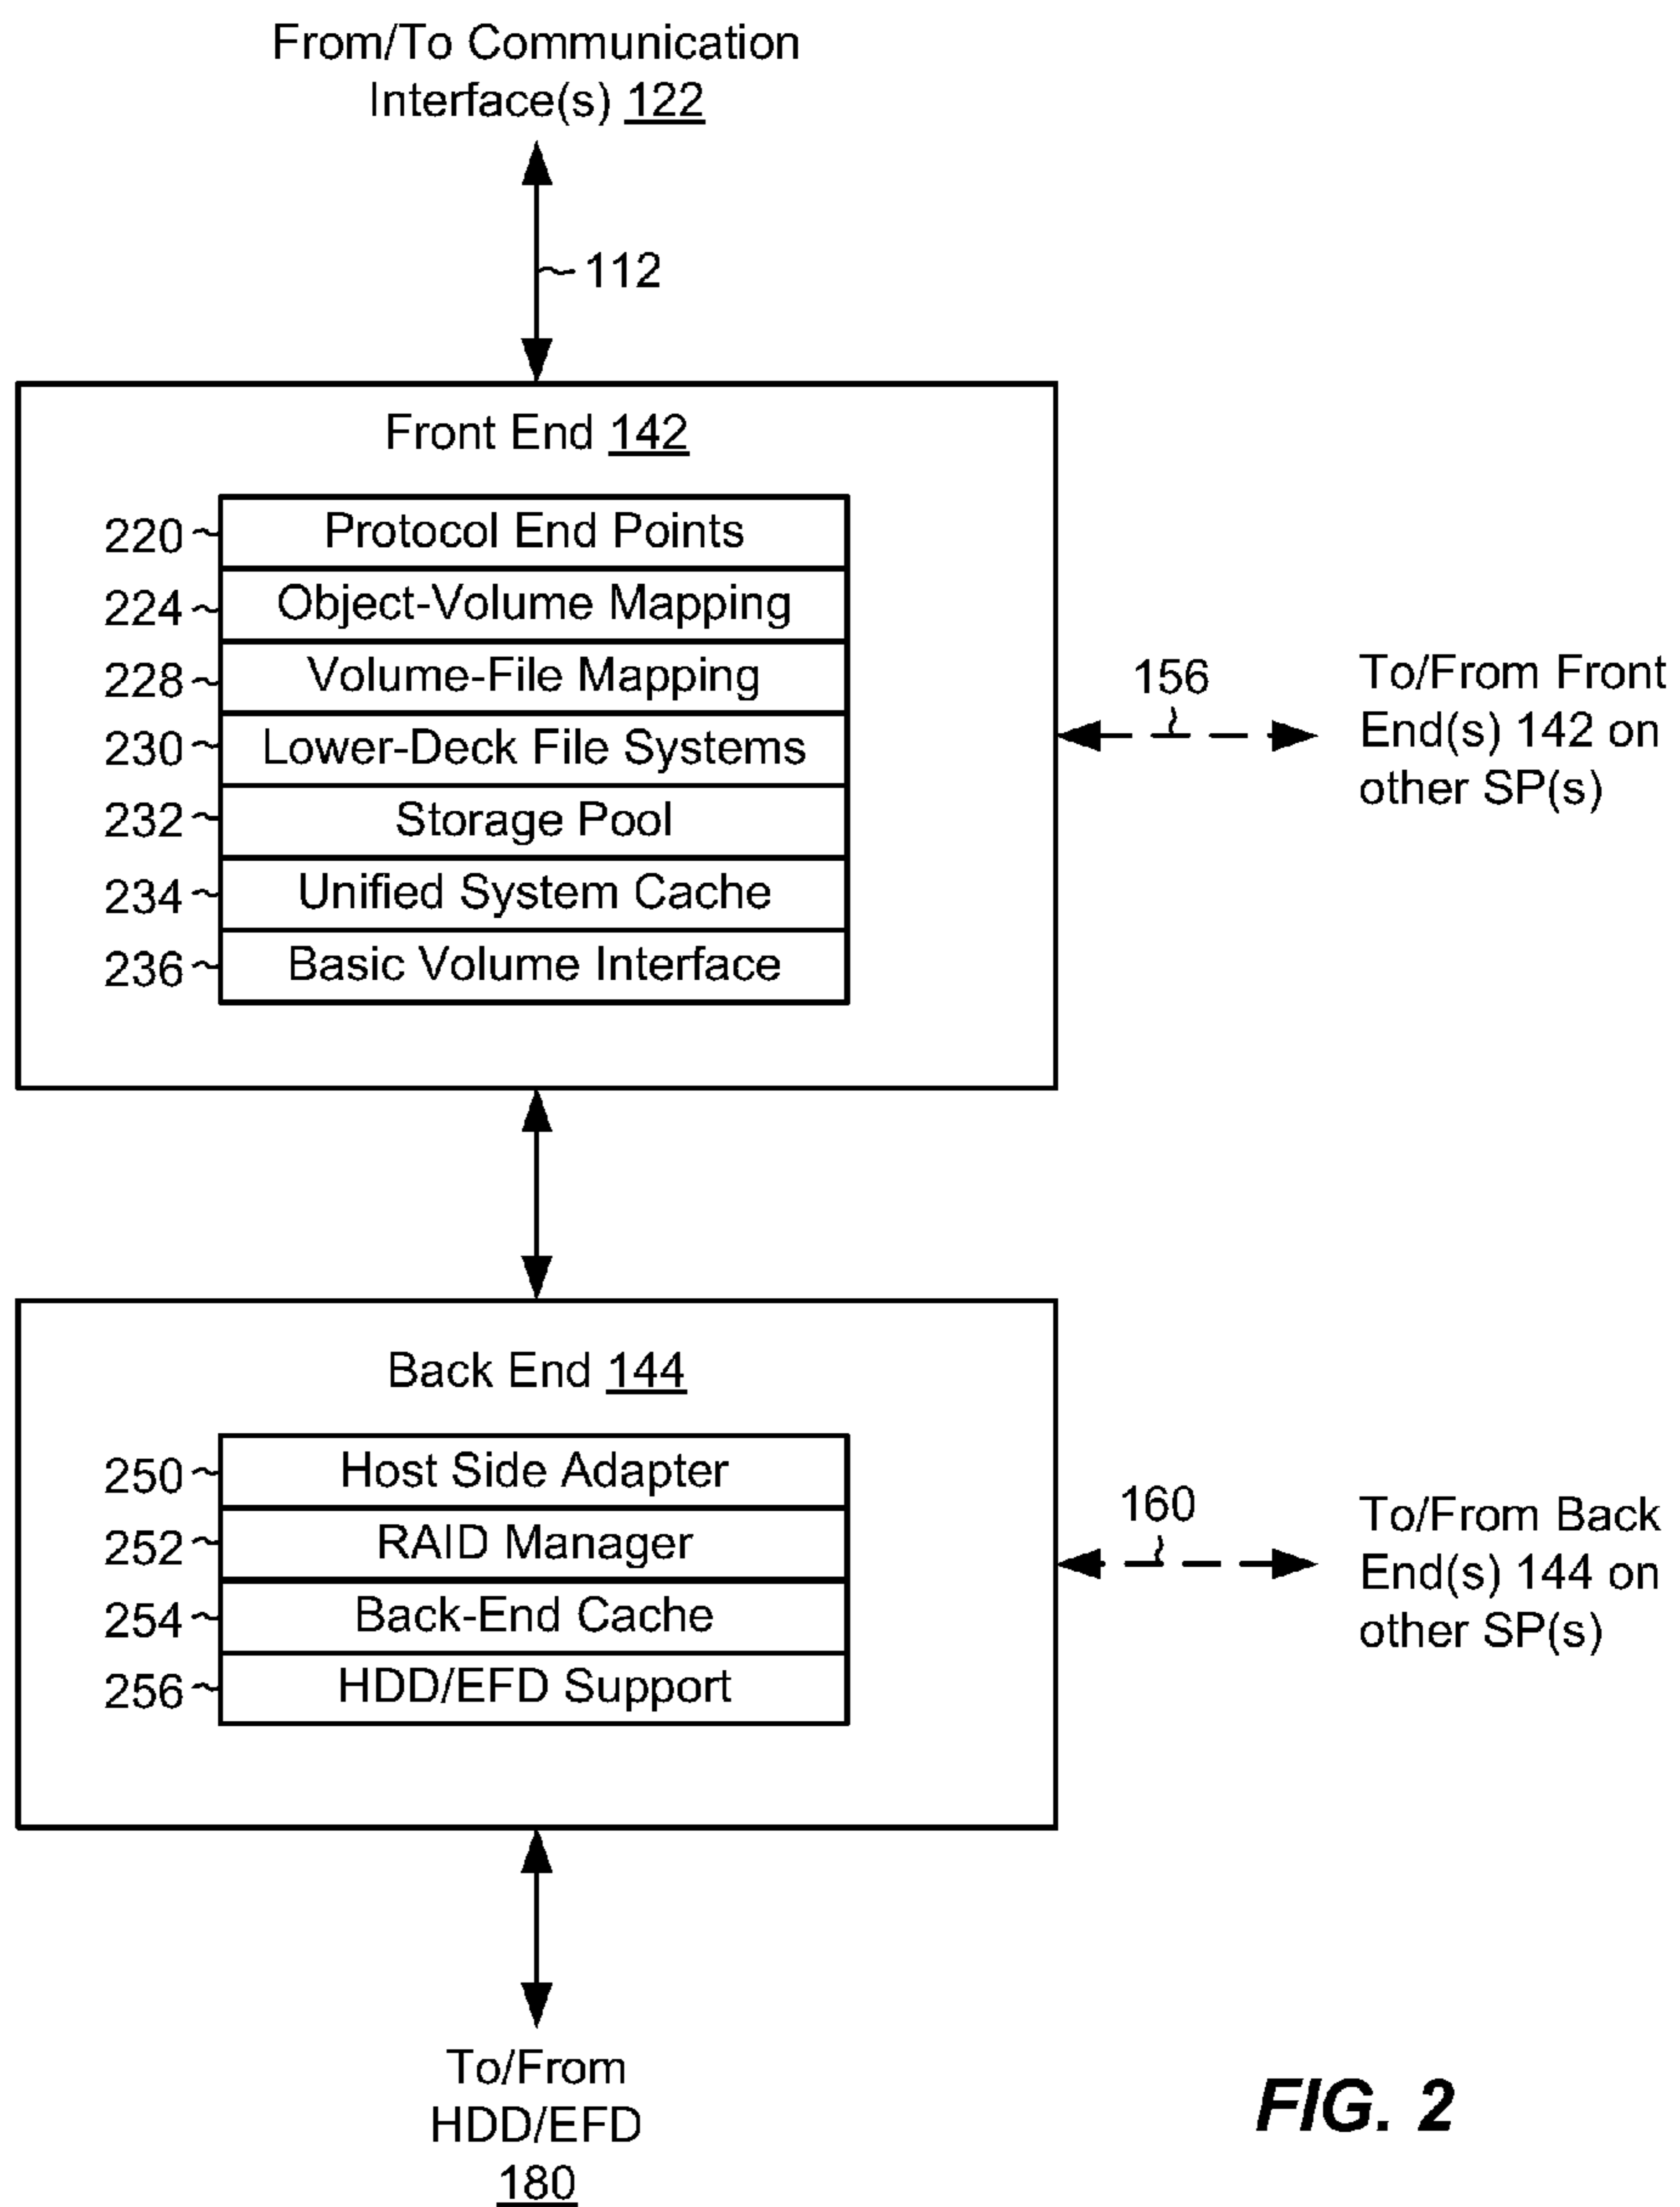 From/To Communication
Interface(s) 122
112
Front End 142
220 Protocol End Points
224 Object-Volume Mapping
228 Volume-File Mapping
230 Lower-Deck File Systems
232 Storage Pool
234 Unified System Cache
236 Basic Volume Interface
156
To/From Front
End(s) 142 on
other SP(s)
Back End 144
250 Host Side Adapter
252 RAID Manager
254 Back-End Cache
256 HDD/EFD Support
160
To/From Back
End(s) 144 on
other SP(s)
To/From
HDD/EFD
180
FIG. 2